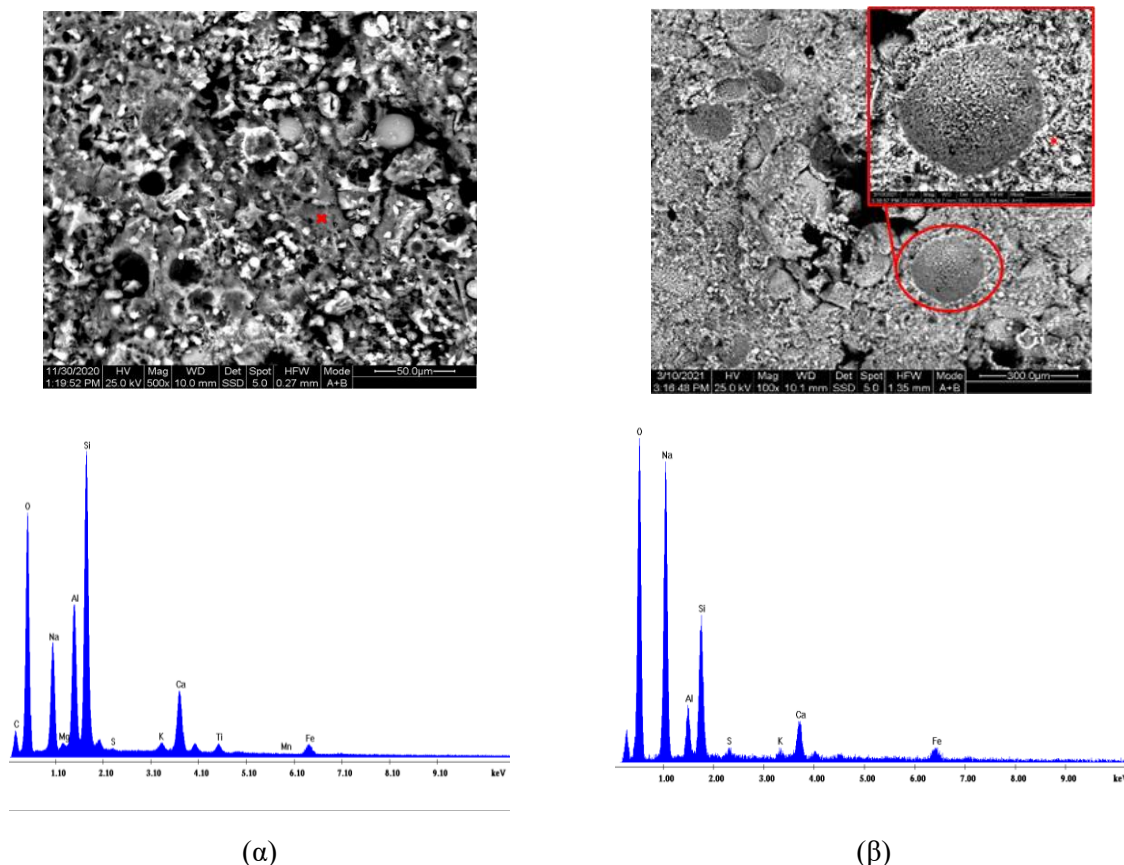 11/30/2020 HV Mag WD Det Spot HFW Mode 50.0µm
1:19:52 PM 25.0 kV 500x 10.0 mm SSD 5.0 0.27 mm A+B
3/10/2021 HV Mag WD Det Spot HFW Mode 300.0µm
3:16:48 PM 25.0 kV 100x 10.1 mm SSD 5.0 1.35 mm A+B
Si
O
Al
Na
Ca
C
Mg
S
K
Ti
Mn
Fe
1.10 2.10 3.10 4.10 5.10 6.10 7.10 8.10 9.10 keV
O
Na
Si
Al
Ca
S
K
Fe
1.00 2.00 3.00 4.00 5.00 6.00 7.00 8.00 9.00 keV
(α)
(β)